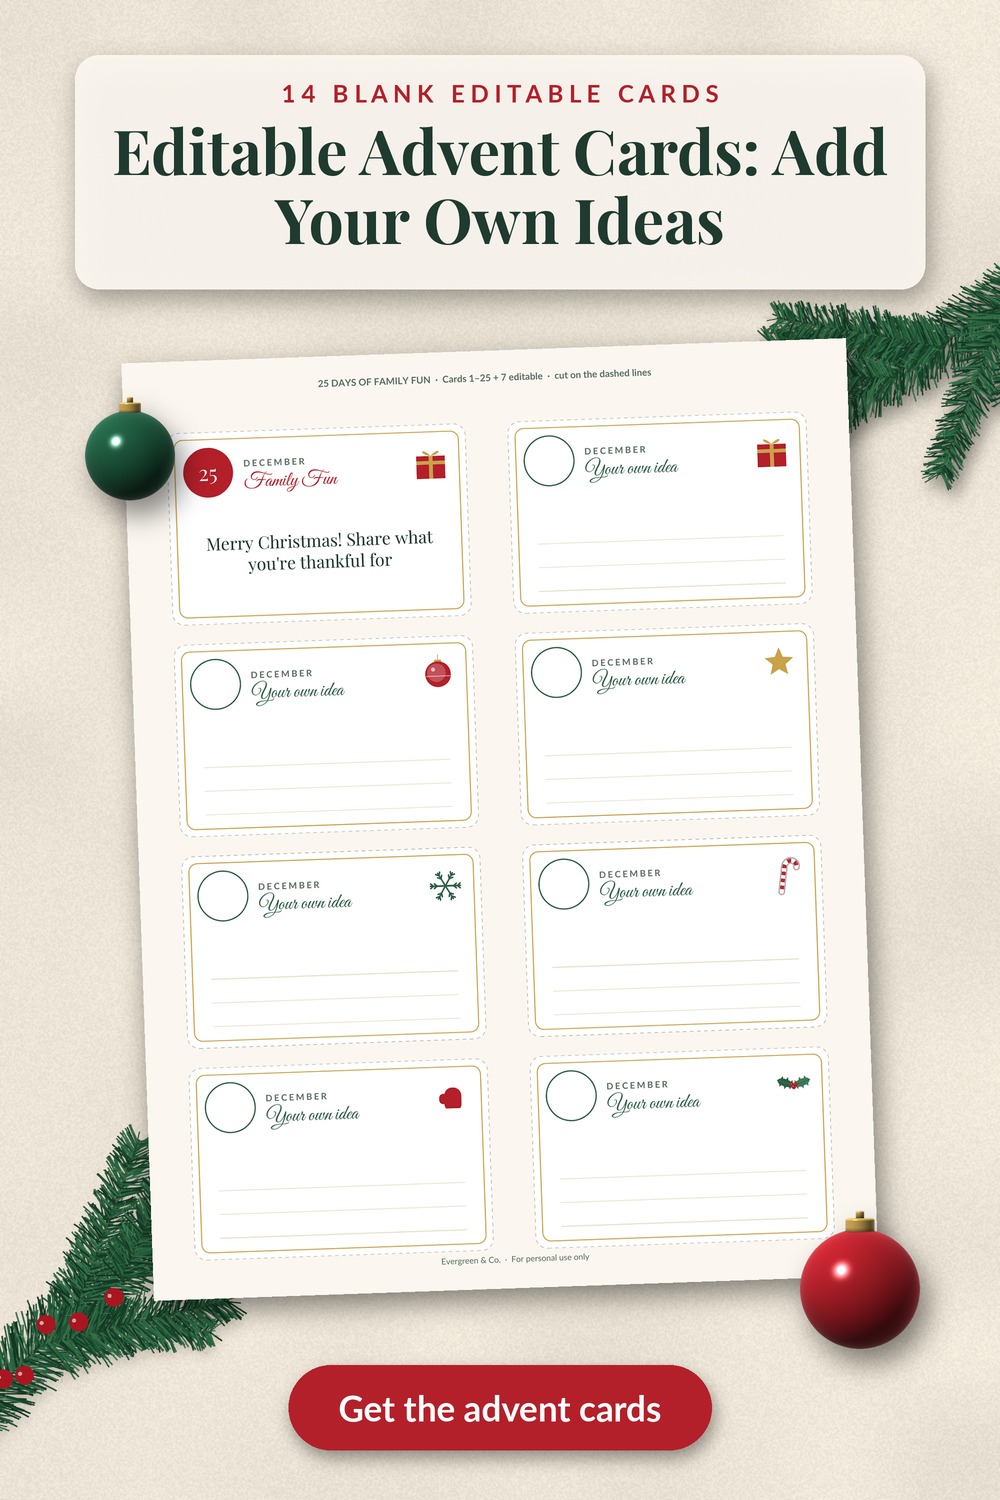 14 BLANK EDITABLE CARDS
Editable Advent Cards: Add
Your Own Ideas
25 DAYS OF FAMILY FUN · Cards 1–25 + 7 editable · cut on the dashed lines
25
DECEMBER
Family Fun
Merry Christmas! Share what
you're thankful for
DECEMBER
Your own idea
DECEMBER
Your own idea
DECEMBER
Your own idea
DECEMBER
Your own idea
DECEMBER
Your own idea
DECEMBER
Your own idea
DECEMBER
Your own idea
Evergreen & Co. · For personal use only
Get the advent cards